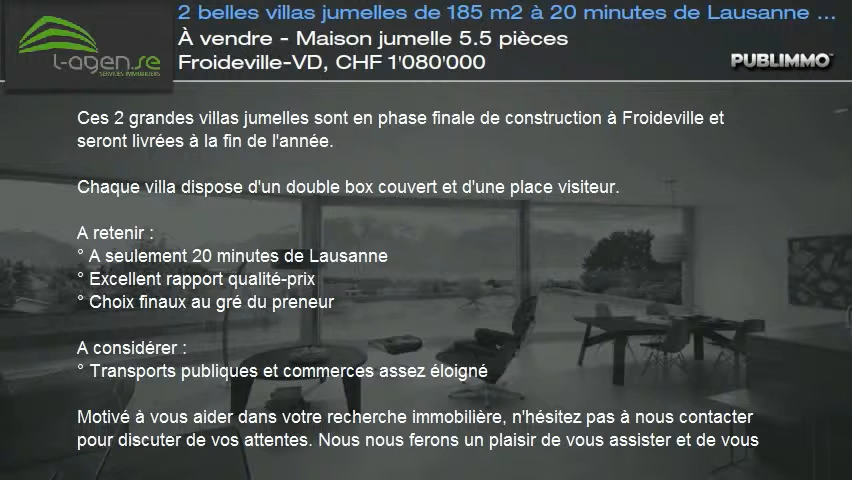 2 belles villas jumelles de 185 m2 à 20 minutes de Lausanne ...
À vendre - Maison jumelle 5.5 pièces
Froideville-VD, CHF 1'080'000
L-agen.se
SERVICES IMMOBILIERS
PUBLIMMO
Ces 2 grandes villas jumelles sont en phase finale de construction à Froideville et
seront livrées à la fin de l'année.
Chaque villa dispose d'un double box couvert et d'une place visiteur.
A retenir :
° A seulement 20 minutes de Lausanne
° Excellent rapport qualité-prix
° Choix finaux au gré du preneur
A considérer :
° Transports publiques et commerces assez éloigné
Motivé à vous aider dans votre recherche immobilière, n'hésitez pas à nous contacter
pour discuter de vos attentes. Nous nous ferons un plaisir de vous assister et de vous